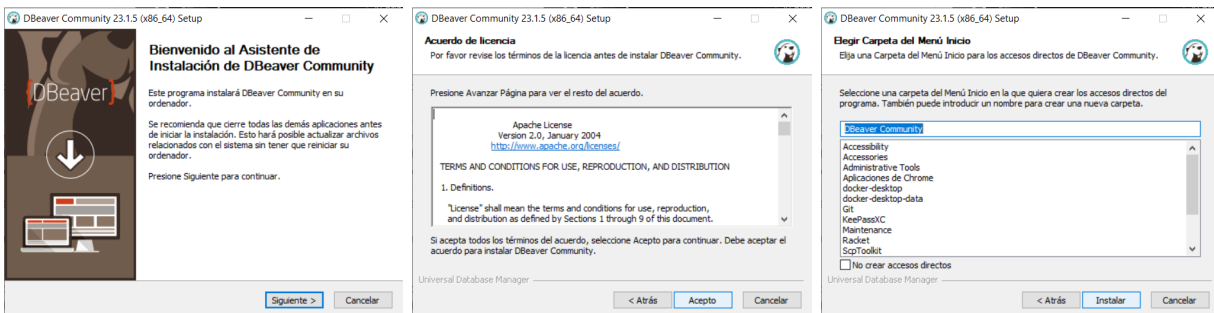 DBeaver Community 23.1.5 (x86_64) Setup
DBeaver
Bienvenido al Asistente de
Instalación de DBeaver Community
Este programa instalará DBeaver Community en su
ordenador.
Se recomienda que cierre todas las demás aplicaciones antes
de iniciar la instalación. Esto hará posible actualizar archivos
relacionados con el sistema sin tener que reiniciar su
ordenador.
Presione Siguiente para continuar.
Siguiente >
Cancelar
DBeaver Community 23.1.5 (x86_64) Setup
Acuerdo de licencia
Por favor revise los términos de la licencia antes de instalar DBeaver Community.
Presione Avanzar Página para ver el resto del acuerdo.
Apache License
Version 2.0, January 2004
http://www.apache.org/licenses/
TERMS AND CONDITIONS FOR USE, REPRODUCTION, AND DISTRIBUTION
1. Definitions.
"License" shall mean the terms and conditions for use, reproduction,
and distribution as defined by Sections 1 through 9 of this document.
Si acepta todos los términos del acuerdo, seleccione Acepto para continuar. Debe aceptar el
acuerdo para instalar DBeaver Community.
Universal Database Manager
< Atrás
Acepto
Cancelar
DBeaver Community 23.1.5 (x86_64) Setup
Elegir Carpeta del Menú Inicio
Elija una Carpeta del Menú Inicio para los accesos directos de DBeaver Community.
Seleccione una carpeta del Menú Inicio en la que quiera crear los accesos directos del
programa. También puede introducir un nombre para crear una nueva carpeta.
DBeaver Community
Accessibility
Accessories
Administrative Tools
Aplicaciones de Chrome
docker-desktop
docker-desktop-data
Git
KeePassXC
Maintenance
Racket
ScpToolkit
No crear accesos directos
Universal Database Manager
< Atrás
Instalar
Cancelar